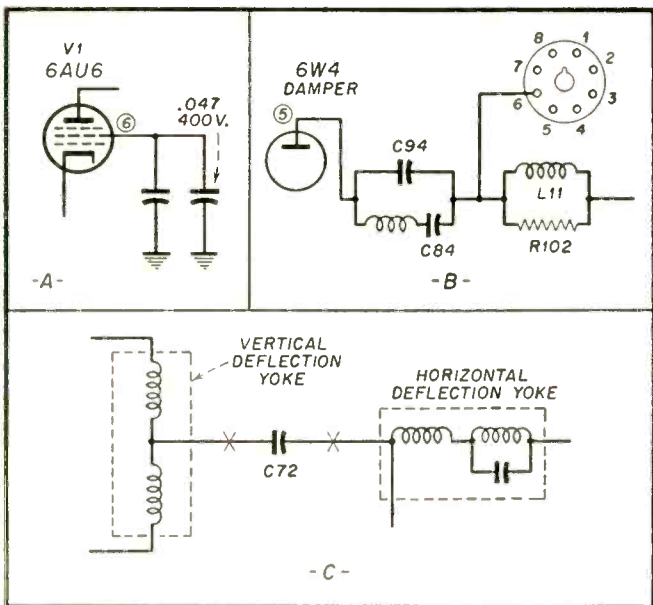 V1
6AU6
⑥
.047
400V.
-A-
6W4
DAMPER
⑤
C94
C84
8
1
7
2
6
3
5
4
L11
R102
-B-
VERTICAL
DEFLECTION
YOKE
HORIZONTAL
DEFLECTION YOKE
C72
-C-